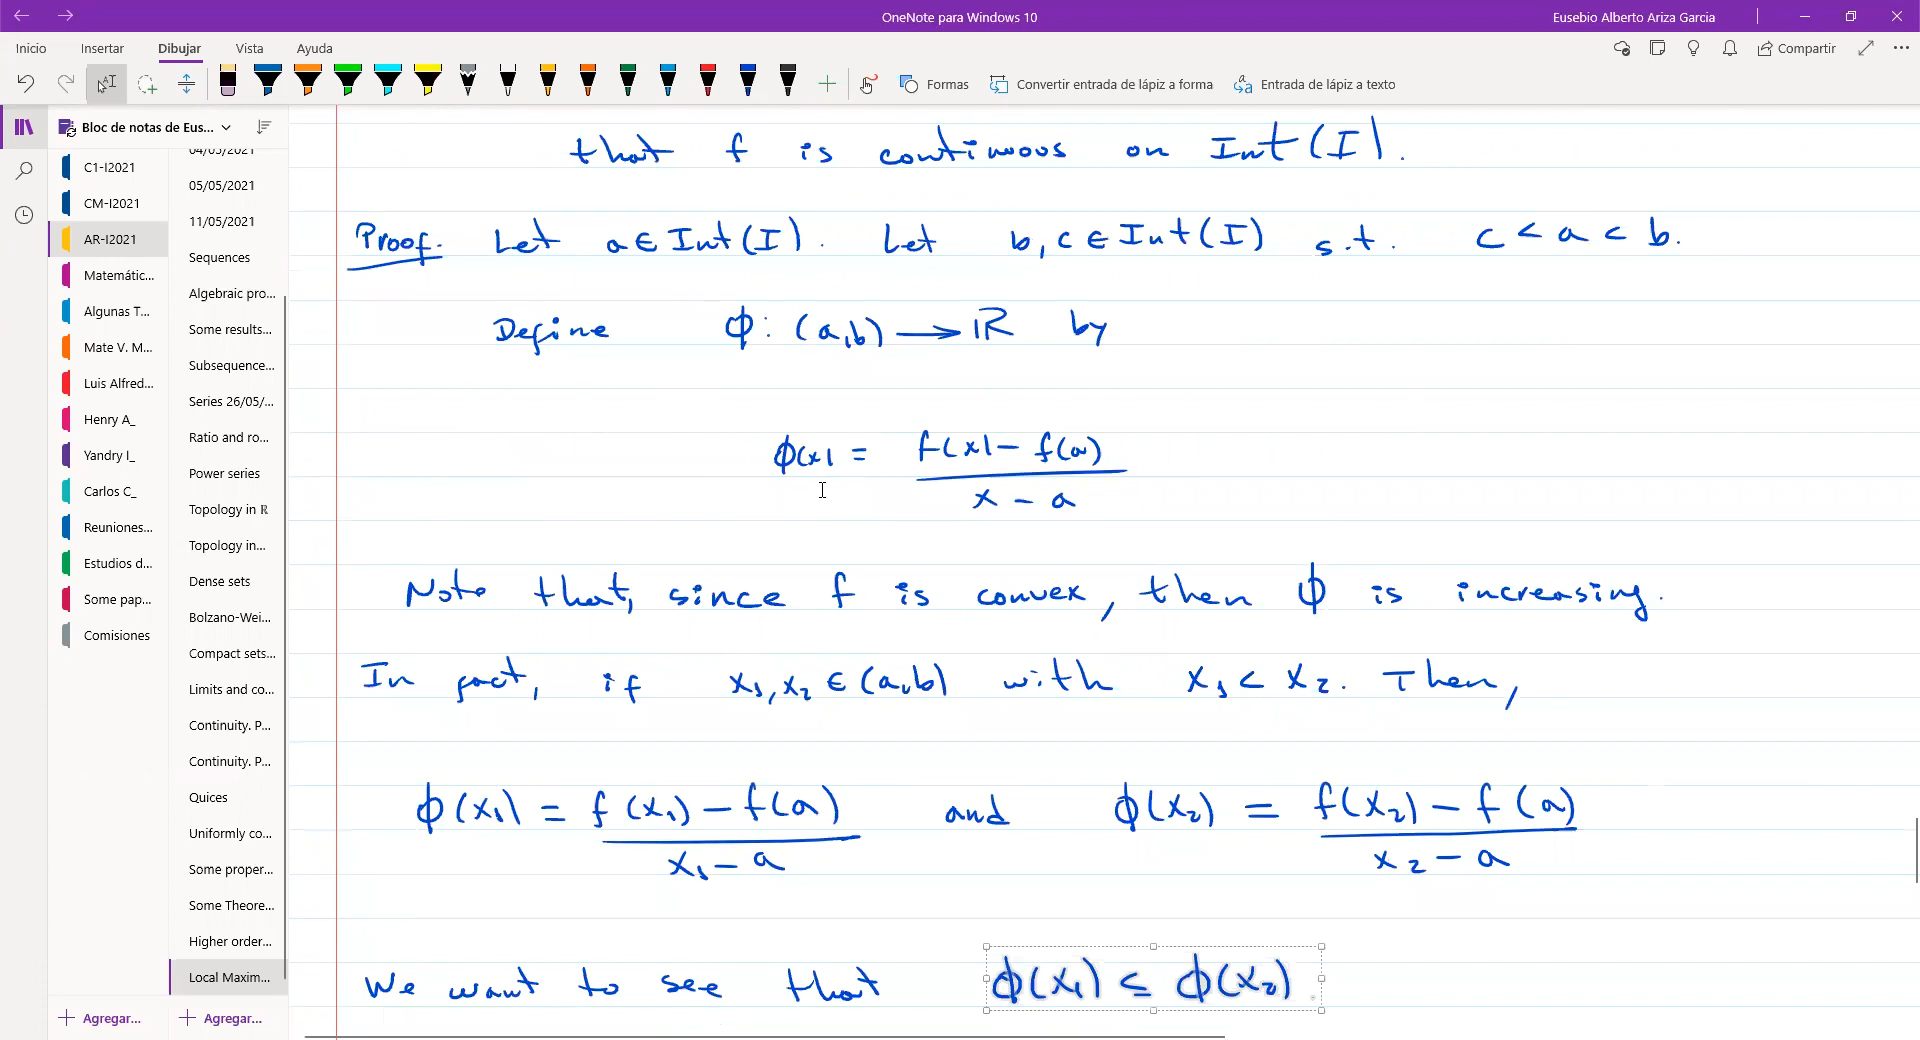 OneNote para Windows 10
Eusebio Alberto Ariza Garcia
Inicio Insertar Dibujar Vista Ayuda
Compartir
Formas Convertir entrada de lápiz a forma Entrada de lápiz a texto
Bloc de notas de Eus...
C1-I2021
CM-I2021
AR-I2021
Matemátic...
Algunas T...
Mate V. M...
Luis Alfred...
Henry A_
Yandry I_
Carlos C_
Reuniones...
Estudios d...
Some pap...
Comisiones
Agregar...
04/05/2021
05/05/2021
11/05/2021
Sequences
Algebraic pro...
Some results...
Subsequence...
Series 26/05/...
Ratio and ro...
Power series
Topology in ℝ
Topology in...
Dense sets
Bolzano-Wei...
Compact sets...
Limits and co...
Continuity. P...
Continuity. P...
Quices
Uniformly co...
Some proper...
Some Theore...
Higher order...
Local Maxim...
Agregar...
that f is continuous on Int(I).
Proof. Let a∈Int(I). Let b,c∈Int(I) s.t. c<a<b.
Define ϕ: (a,b) → ℝ by
ϕ(x) = f(x) - f(a)
x - a
Note that, since f is convex, then ϕ is increasing.
In fact, if x₁,x₂ ∈ (a,b) with x₁ < x₂. Then,
ϕ(x₁) = f(x₁) - f(a) and ϕ(x₂) = f(x₂) - f(a)
x₁ - a x₂ - a
We want to see that ϕ(x₁) ≤ ϕ(x₂).